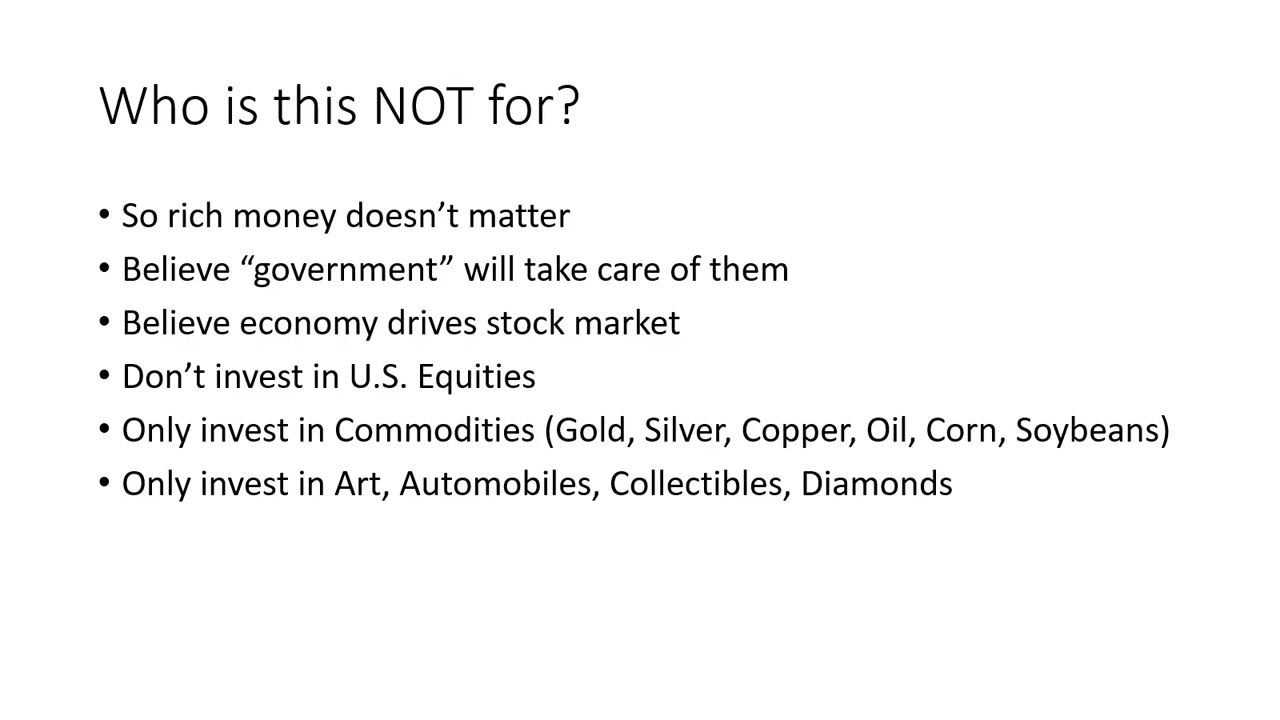 Who is this NOT for?
• So rich money doesn’t matter
• Believe “government” will take care of them
• Believe economy drives stock market
• Don’t invest in U.S. Equities
• Only invest in Commodities (Gold, Silver, Copper, Oil, Corn, Soybeans)
• Only invest in Art, Automobiles, Collectibles, Diamonds